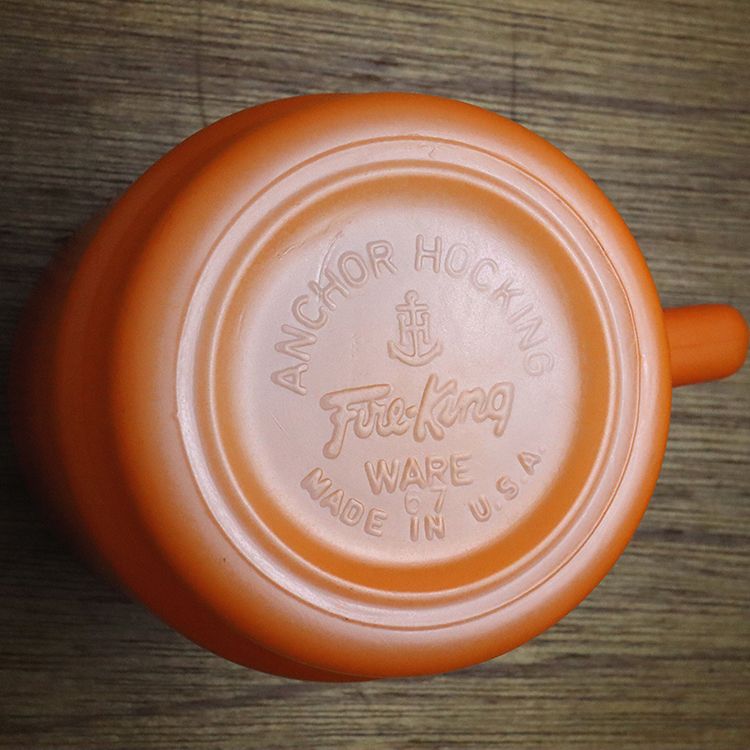 ANCHOR HOCKING
Fire-King
WARE
67
MADE IN U.S.A.